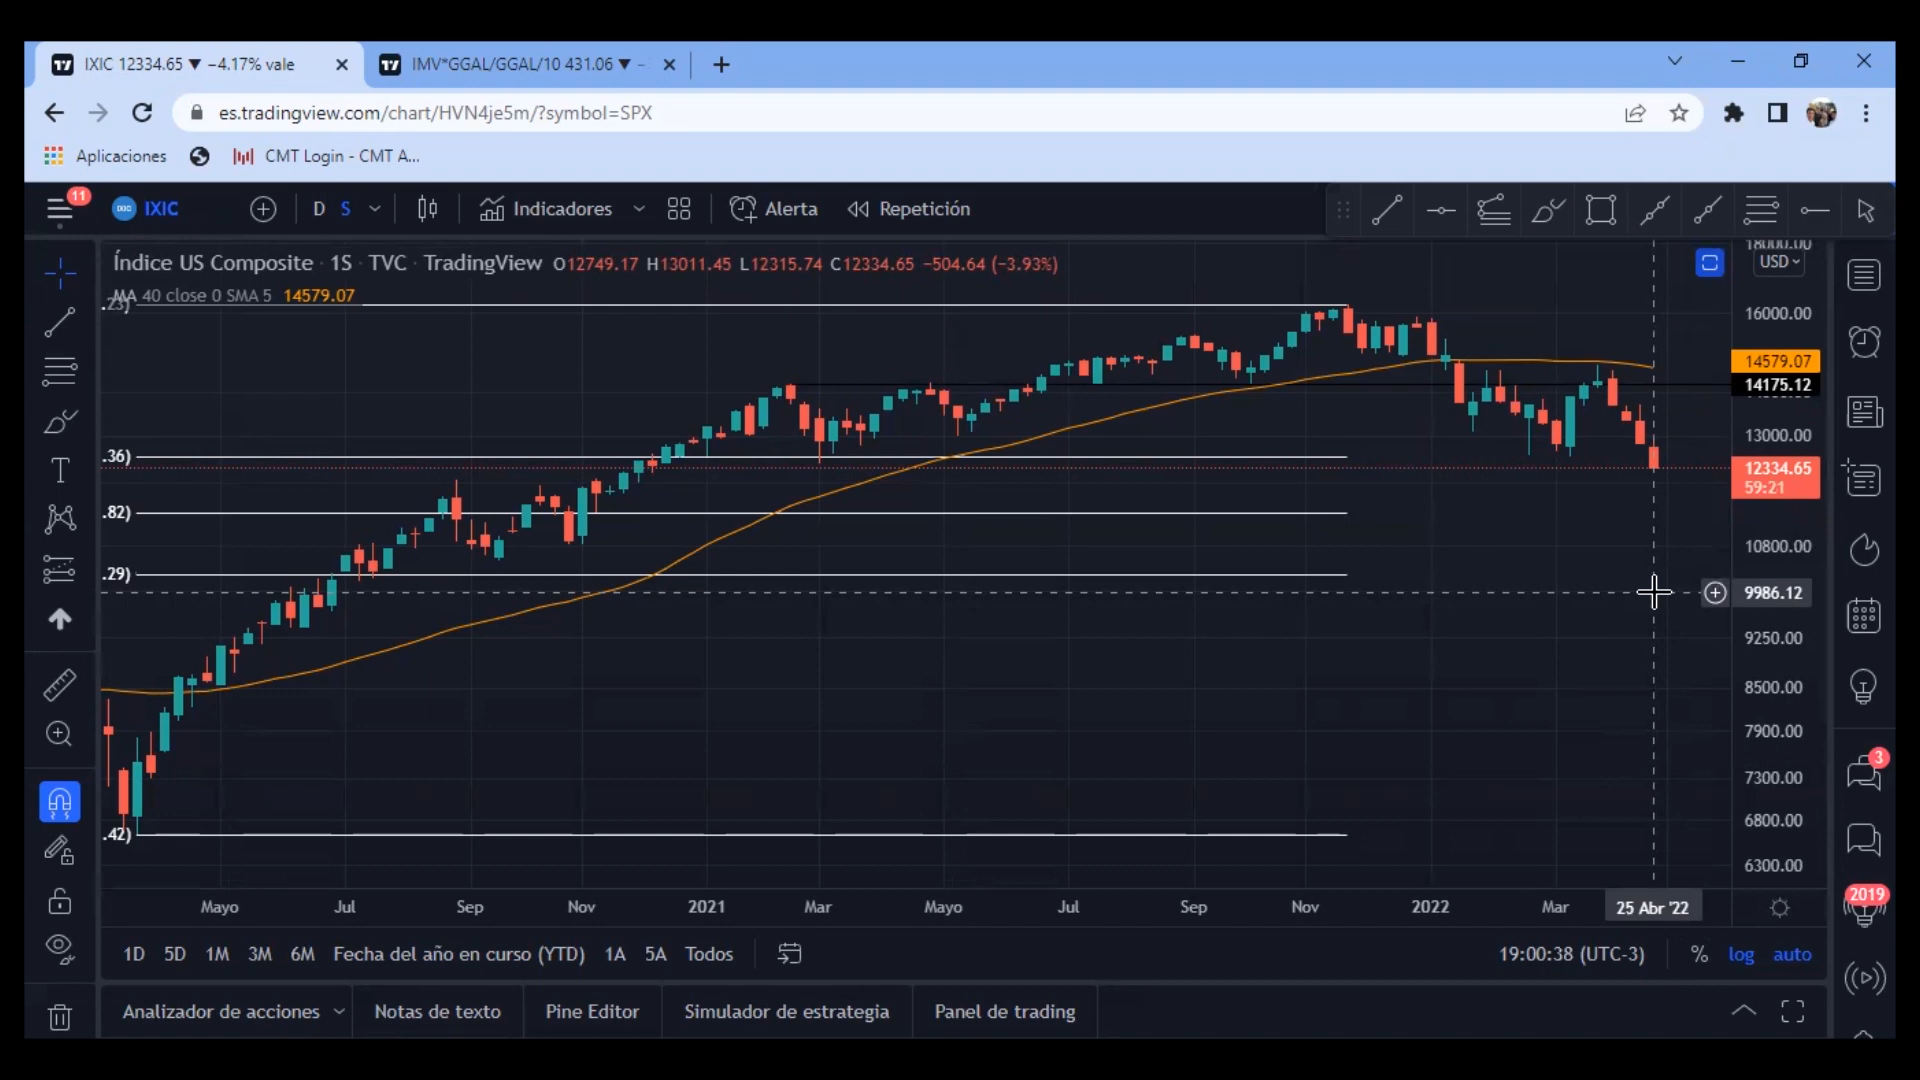 IXIC 12334.65 ▼ −4.17% vale
IMV*GGAL/GGAL/10 431.06 ▼ −
es.tradingview.com/chart/HVN4je5m/?symbol=SPX
Aplicaciones
CMT Login - CMT A...
11
IXIC
D S
Indicadores
Alerta
Repetición
Índice US Composite · 1S · TVC · TradingView O12749.17 H13011.45 L12315.74 C12334.65 −504.64 (−3.93%)
MA 40 close 0 SMA 5 14579.07
.23)
.36)
.82)
.29)
.42)
18000.00
USD
16000.00
14579.07
14175.12
13000.00
12334.65
59:21
10800.00
9986.12
9250.00
8500.00
7900.00
7300.00
6800.00
6300.00
Mayo Jul Sep Nov 2021 Mar Mayo Jul Sep Nov 2022 Mar 25 Abr '22
1D 5D 1M 3M 6M Fecha del año en curso (YTD) 1A 5A Todos
19:00:38 (UTC-3) % log auto
Analizador de acciones
Notas de texto
Pine Editor
Simulador de estrategia
Panel de trading
3
2019